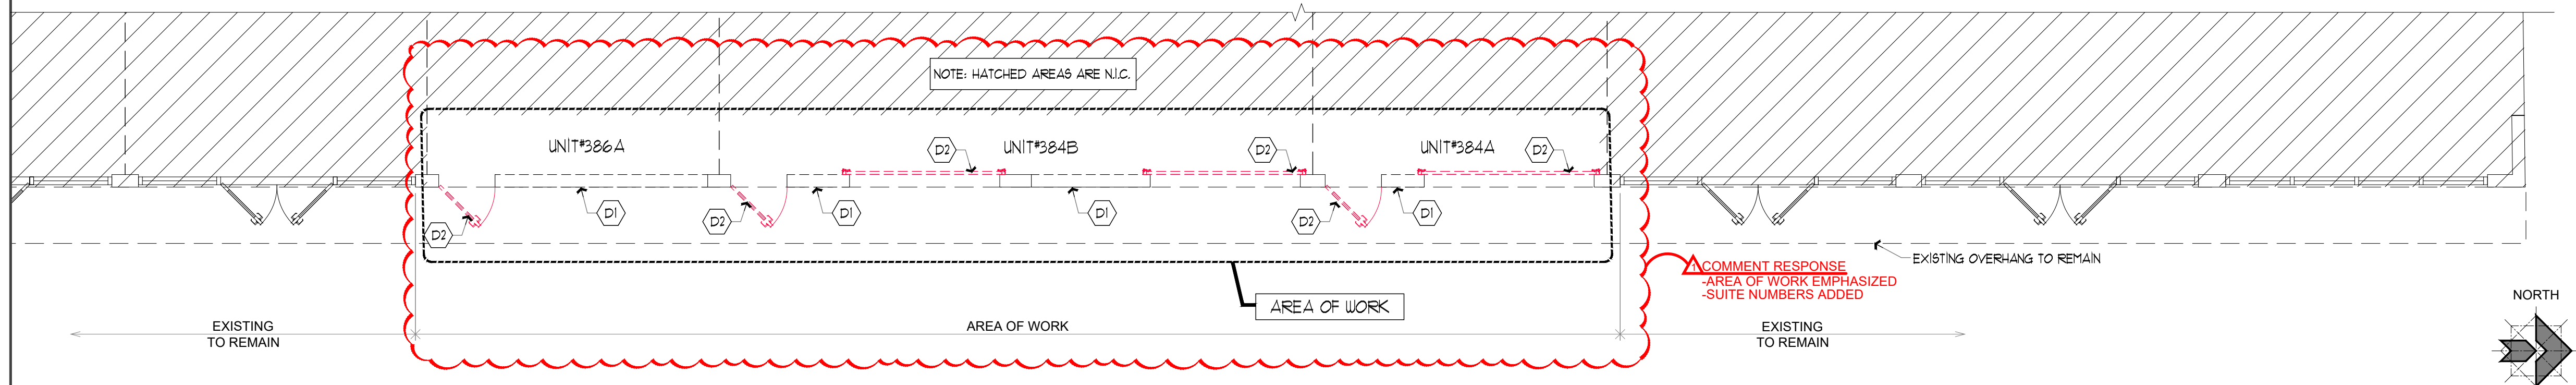 NOTE: HATCHED AREAS ARE N.I.C.
UNIT#386A
D2
UNIT#384B
D2
UNIT#384A
D2
D2
D1
D2
D1
D1
D2
D1
EXISTING OVERHANG TO REMAIN
1 COMMENT RESPONSE
-AREA OF WORK EMPHASIZED
-SUITE NUMBERS ADDED
AREA OF WORK
EXISTING
TO REMAIN
AREA OF WORK
EXISTING
TO REMAIN
NORTH